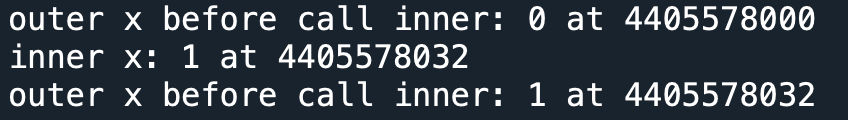 outer x before call inner: 0 at 4405578000
inner x: 1 at 4405578032
outer x before call inner: 1 at 4405578032